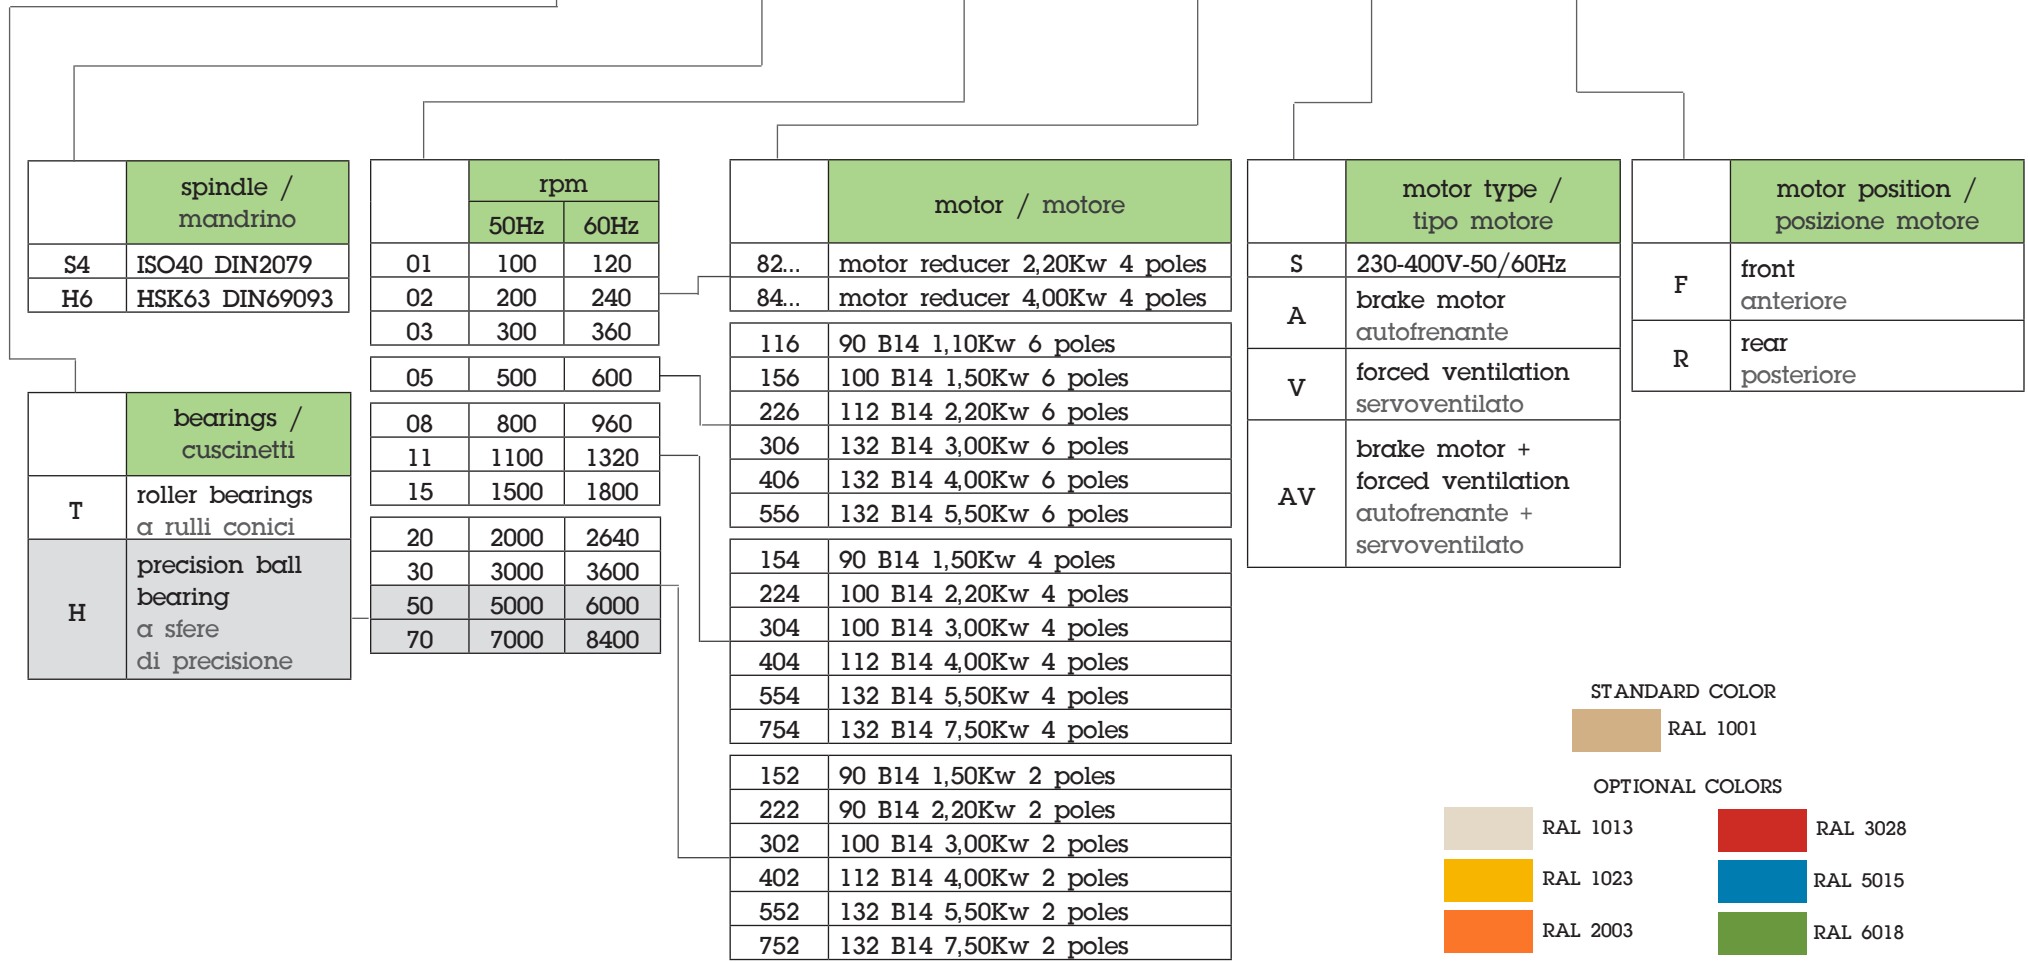 spindle /
mandrino
S4 ISO40 DIN2079
H6 HSK63 DIN69093
bearings /
cuscinetti
T
roller bearings
a rulli conici
H
precision ball
bearing
a sfere
di precisione
rpm
50Hz 60Hz
01 100 120
02 200 240
03 300 360
05 500 600
08 800 960
11 1100 1320
15 1500 1800
20 2000 2640
30 3000 3600
50 5000 6000
70 7000 8400
motor / motore
82... motor reducer 2,20Kw 4 poles
84... motor reducer 4,00Kw 4 poles
116 90 B14 1,10Kw 6 poles
156 100 B14 1,50Kw 6 poles
226 112 B14 2,20Kw 6 poles
306 132 B14 3,00Kw 6 poles
406 132 B14 4,00Kw 6 poles
556 132 B14 5,50Kw 6 poles
154 90 B14 1,50Kw 4 poles
224 100 B14 2,20Kw 4 poles
304 100 B14 3,00Kw 4 poles
404 112 B14 4,00Kw 4 poles
554 132 B14 5,50Kw 4 poles
754 132 B14 7,50Kw 4 poles
152 90 B14 1,50Kw 2 poles
222 90 B14 2,20Kw 2 poles
302 100 B14 3,00Kw 2 poles
402 112 B14 4,00Kw 2 poles
552 132 B14 5,50Kw 2 poles
752 132 B14 7,50Kw 2 poles
motor type /
tipo motore
S 230-400V-50/60Hz
A
brake motor
autofrenante
V
forced ventilation
servoventilato
AV
brake motor +
forced ventilation
autofrenante +
servoventilato
motor position /
posizione motore
F
front
anteriore
R
rear
posteriore
STANDARD COLOR
RAL 1001
OPTIONAL COLORS
RAL 1013 RAL 3028
RAL 1023 RAL 5015
RAL 2003 RAL 6018